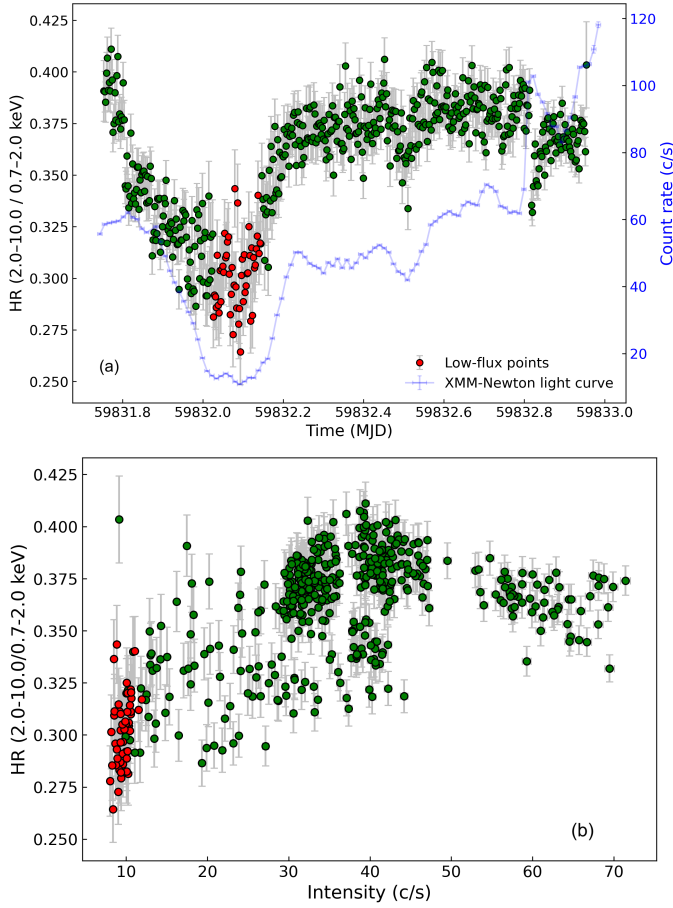 0.425
0.400
0.375
0.350
0.325
0.300
0.275
0.250
HR (2.0–10.0 / 0.7–2.0 keV)
120
100
80
60
40
20
Count rate (c/s)
(a)
Low-flux points
XMM-Newton light curve
59831.8 59832.0 59832.2 59832.4 59832.6 59832.8 59833.0
Time (MJD)
0.425
0.400
0.375
0.350
0.325
0.300
0.275
0.250
HR (2.0-10.0/0.7-2.0 keV)
(b)
10 20 30 40 50 60 70
Intensity (c/s)